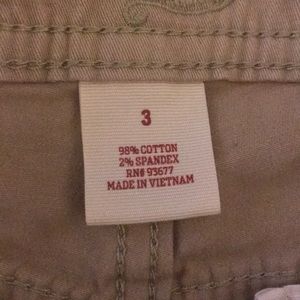 3
98% COTTON
2% SPANDEX
RN# 93677
MADE IN VIETNAM